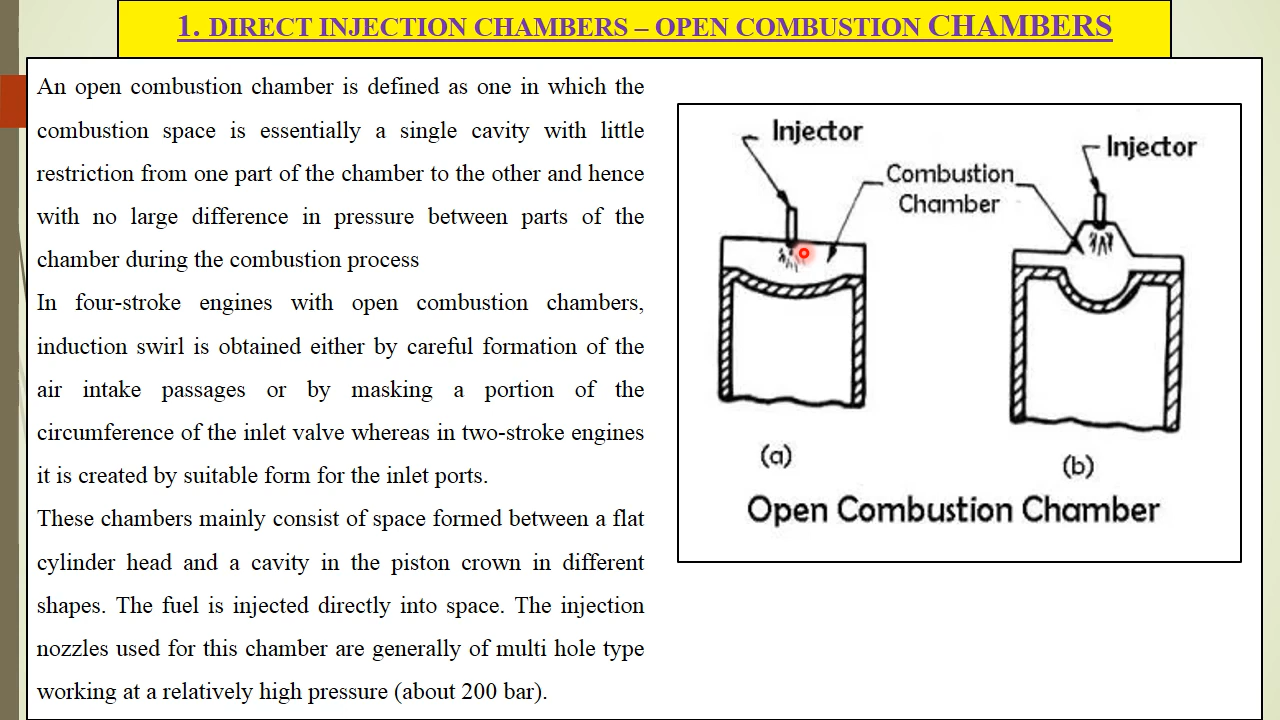 1. DIRECT INJECTION CHAMBERS – OPEN COMBUSTION CHAMBERS
An open combustion chamber is defined as one in which the
combustion space is essentially a single cavity with little
restriction from one part of the chamber to the other and hence
with no large difference in pressure between parts of the
chamber during the combustion process
In four-stroke engines with open combustion chambers,
induction swirl is obtained either by careful formation of the
air intake passages or by masking a portion of the
circumference of the inlet valve whereas in two-stroke engines
it is created by suitable form for the inlet ports.
These chambers mainly consist of space formed between a flat
cylinder head and a cavity in the piston crown in different
shapes. The fuel is injected directly into space. The injection
nozzles used for this chamber are generally of multi hole type
working at a relatively high pressure (about 200 bar).
Injector
Injector
Combustion
Chamber
(a)
(b)
Open Combustion Chamber